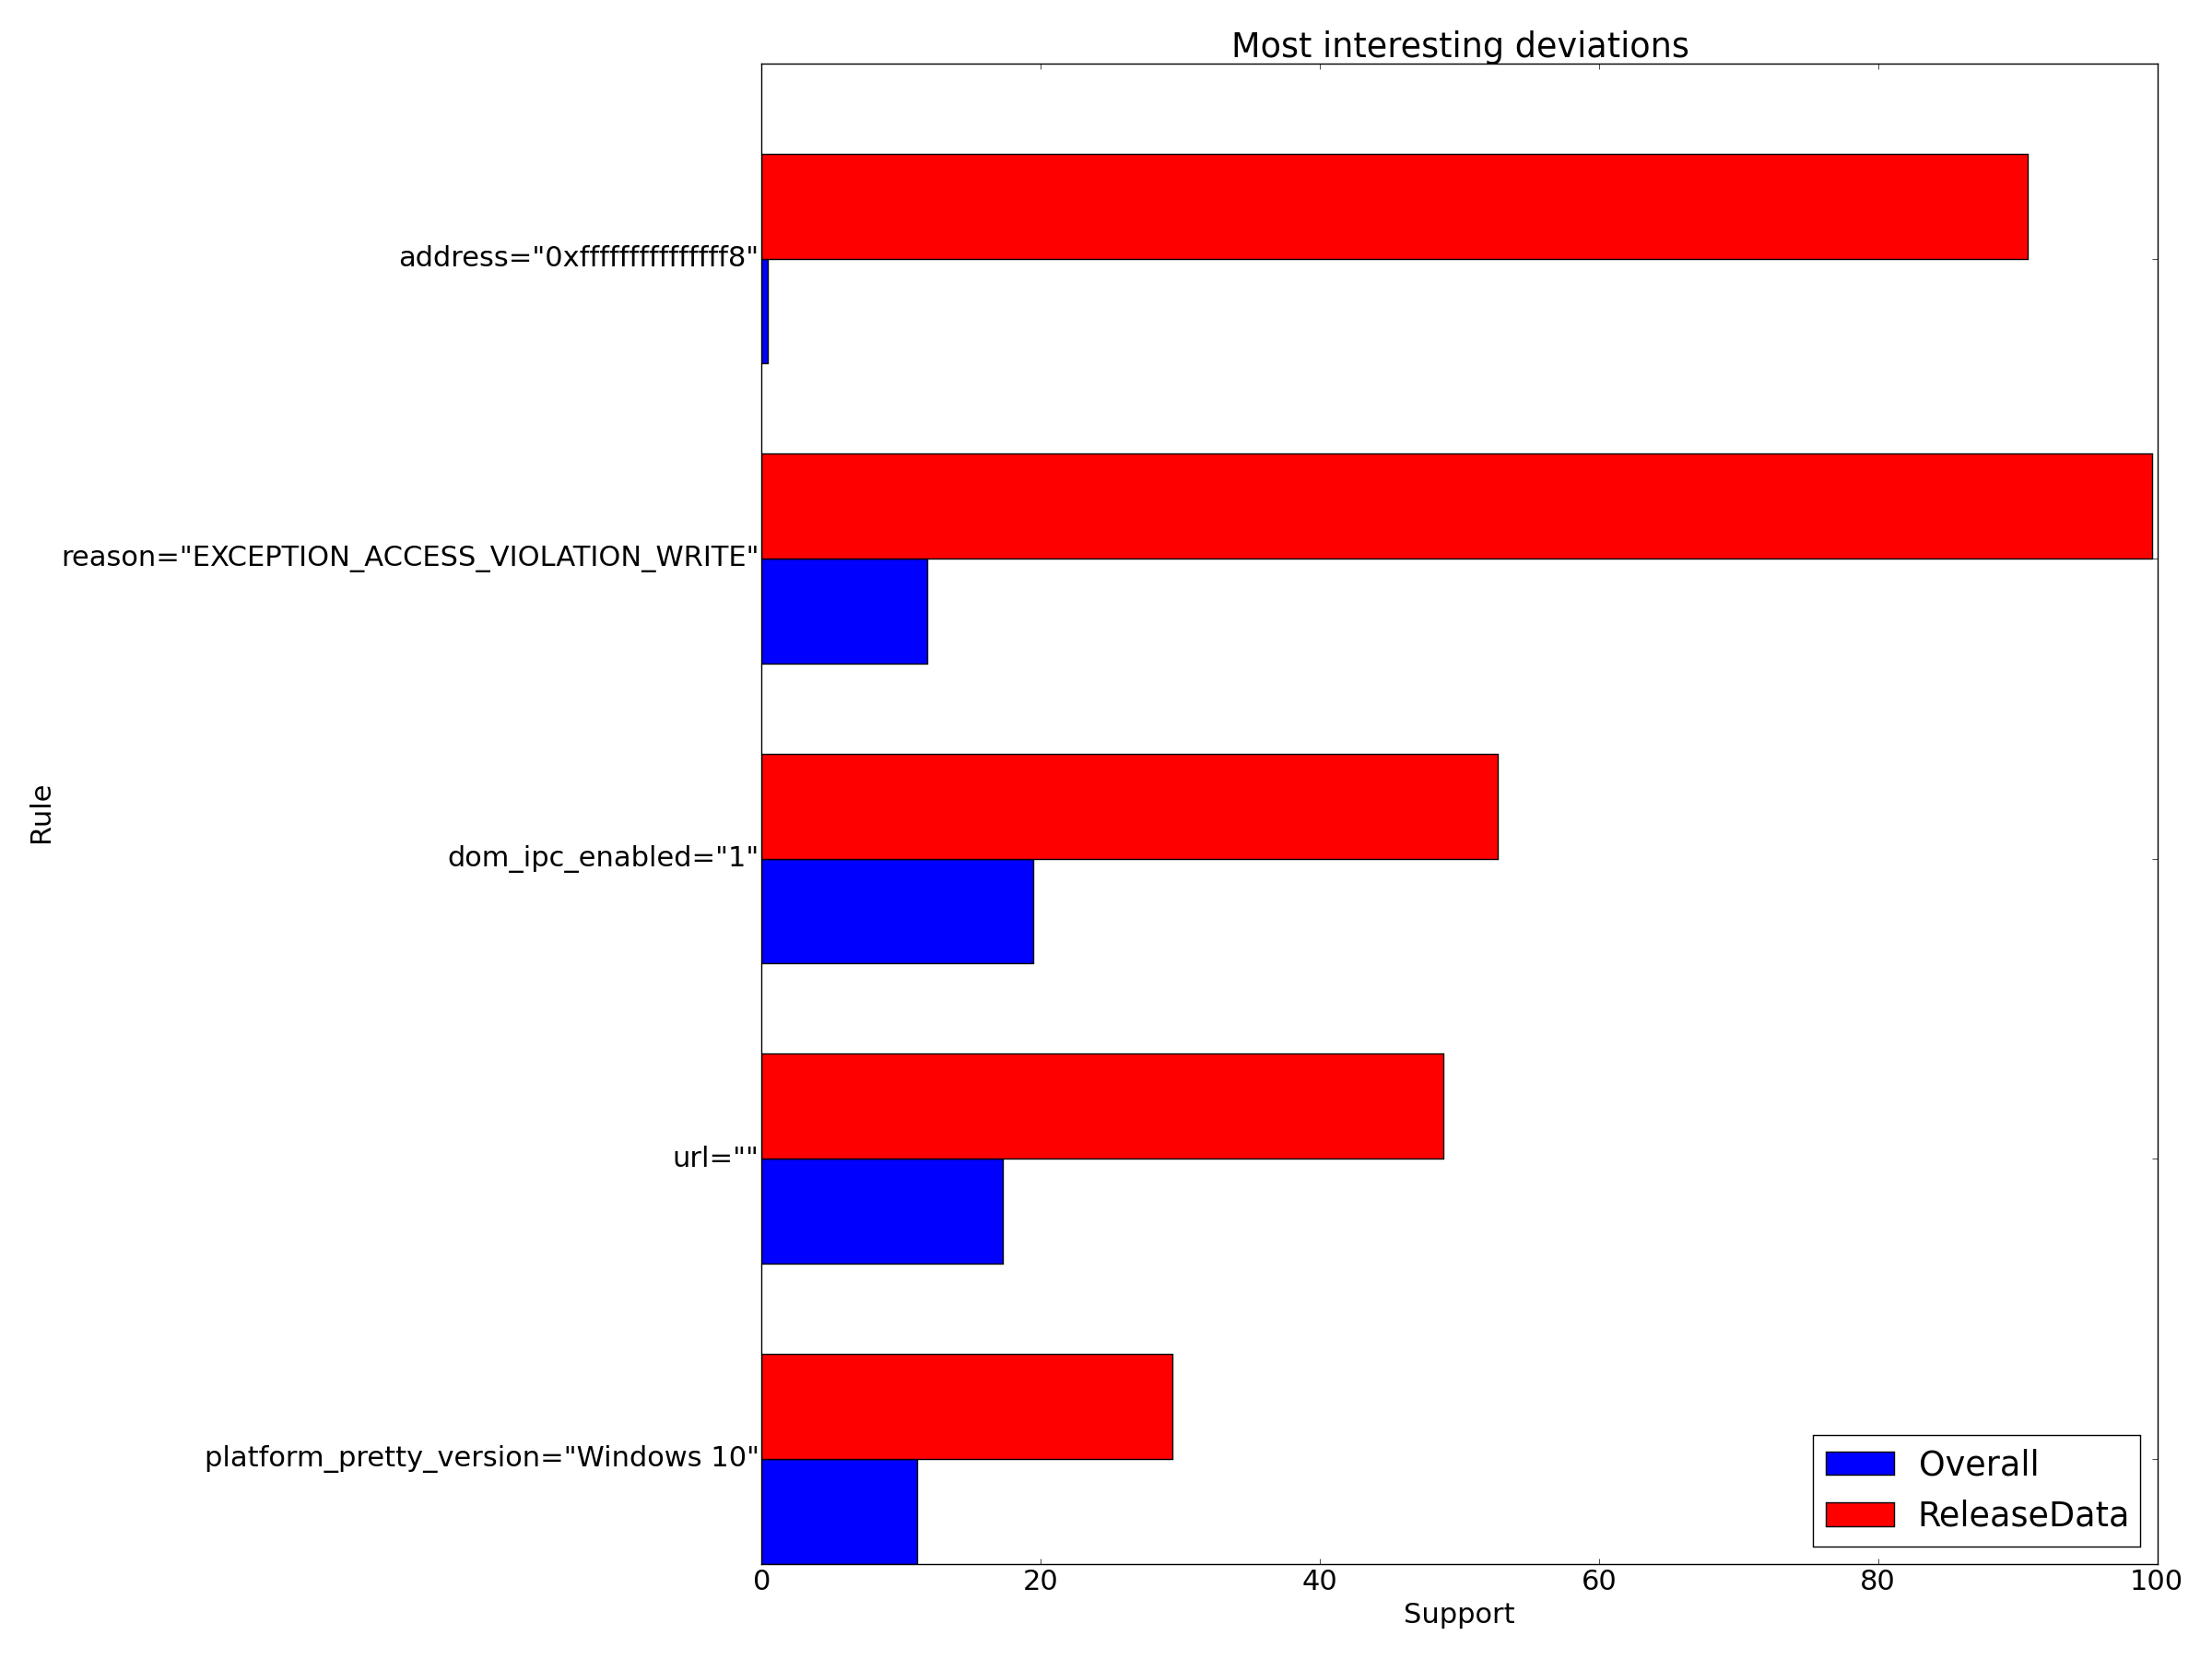 Most interesting deviations
address="0xfffffffffffffff8"
reason="EXCEPTION_ACCESS_VIOLATION_WRITE"
dom_ipc_enabled="1"
url=""
platform_pretty_version="Windows 10"
Rule
0 20 40 60 80 100
Support
Overall
ReleaseData